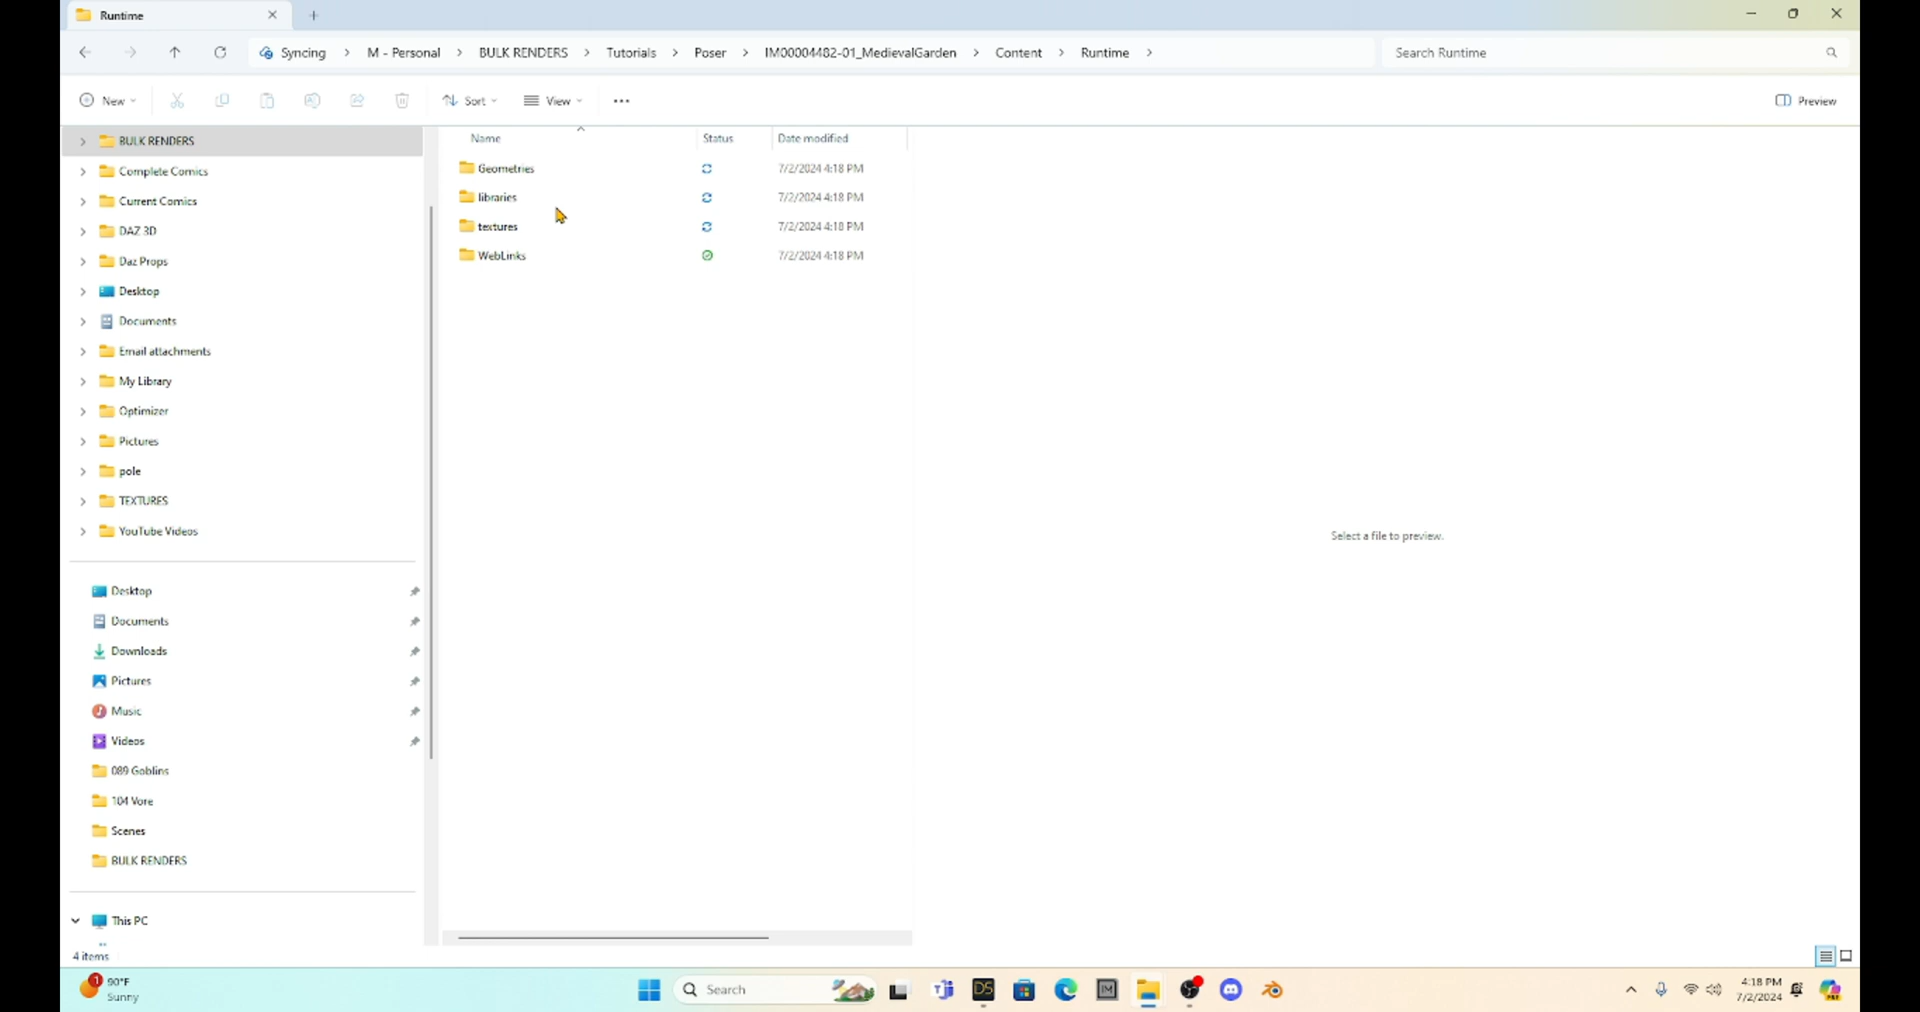 Runtime
Syncing > M - Personal > BULK RENDERS > Tutorials > Poser > IM00004482-01_MedievalGarden > Content > Runtime >
Search Runtime
New
Sort
View
Preview
BULK RENDERS
Complete Comics
Current Comics
DAZ 3D
Daz Props
Desktop
Documents
Email attachments
My Library
Optimizer
Pictures
pole
TEXTURES
YouTube Videos
Desktop
Documents
Downloads
Pictures
Music
Videos
089 Goblins
104 Vore
Scenes
BULK RENDERS
This PC
4 items
Name Status Date modified
Geometries 7/2/2024 4:18 PM
libraries 7/2/2024 4:18 PM
textures 7/2/2024 4:18 PM
WebLinks 7/2/2024 4:18 PM
Select a file to preview.
1
90°F
Sunny
Search
DS
IM
4:18 PM
7/2/2024